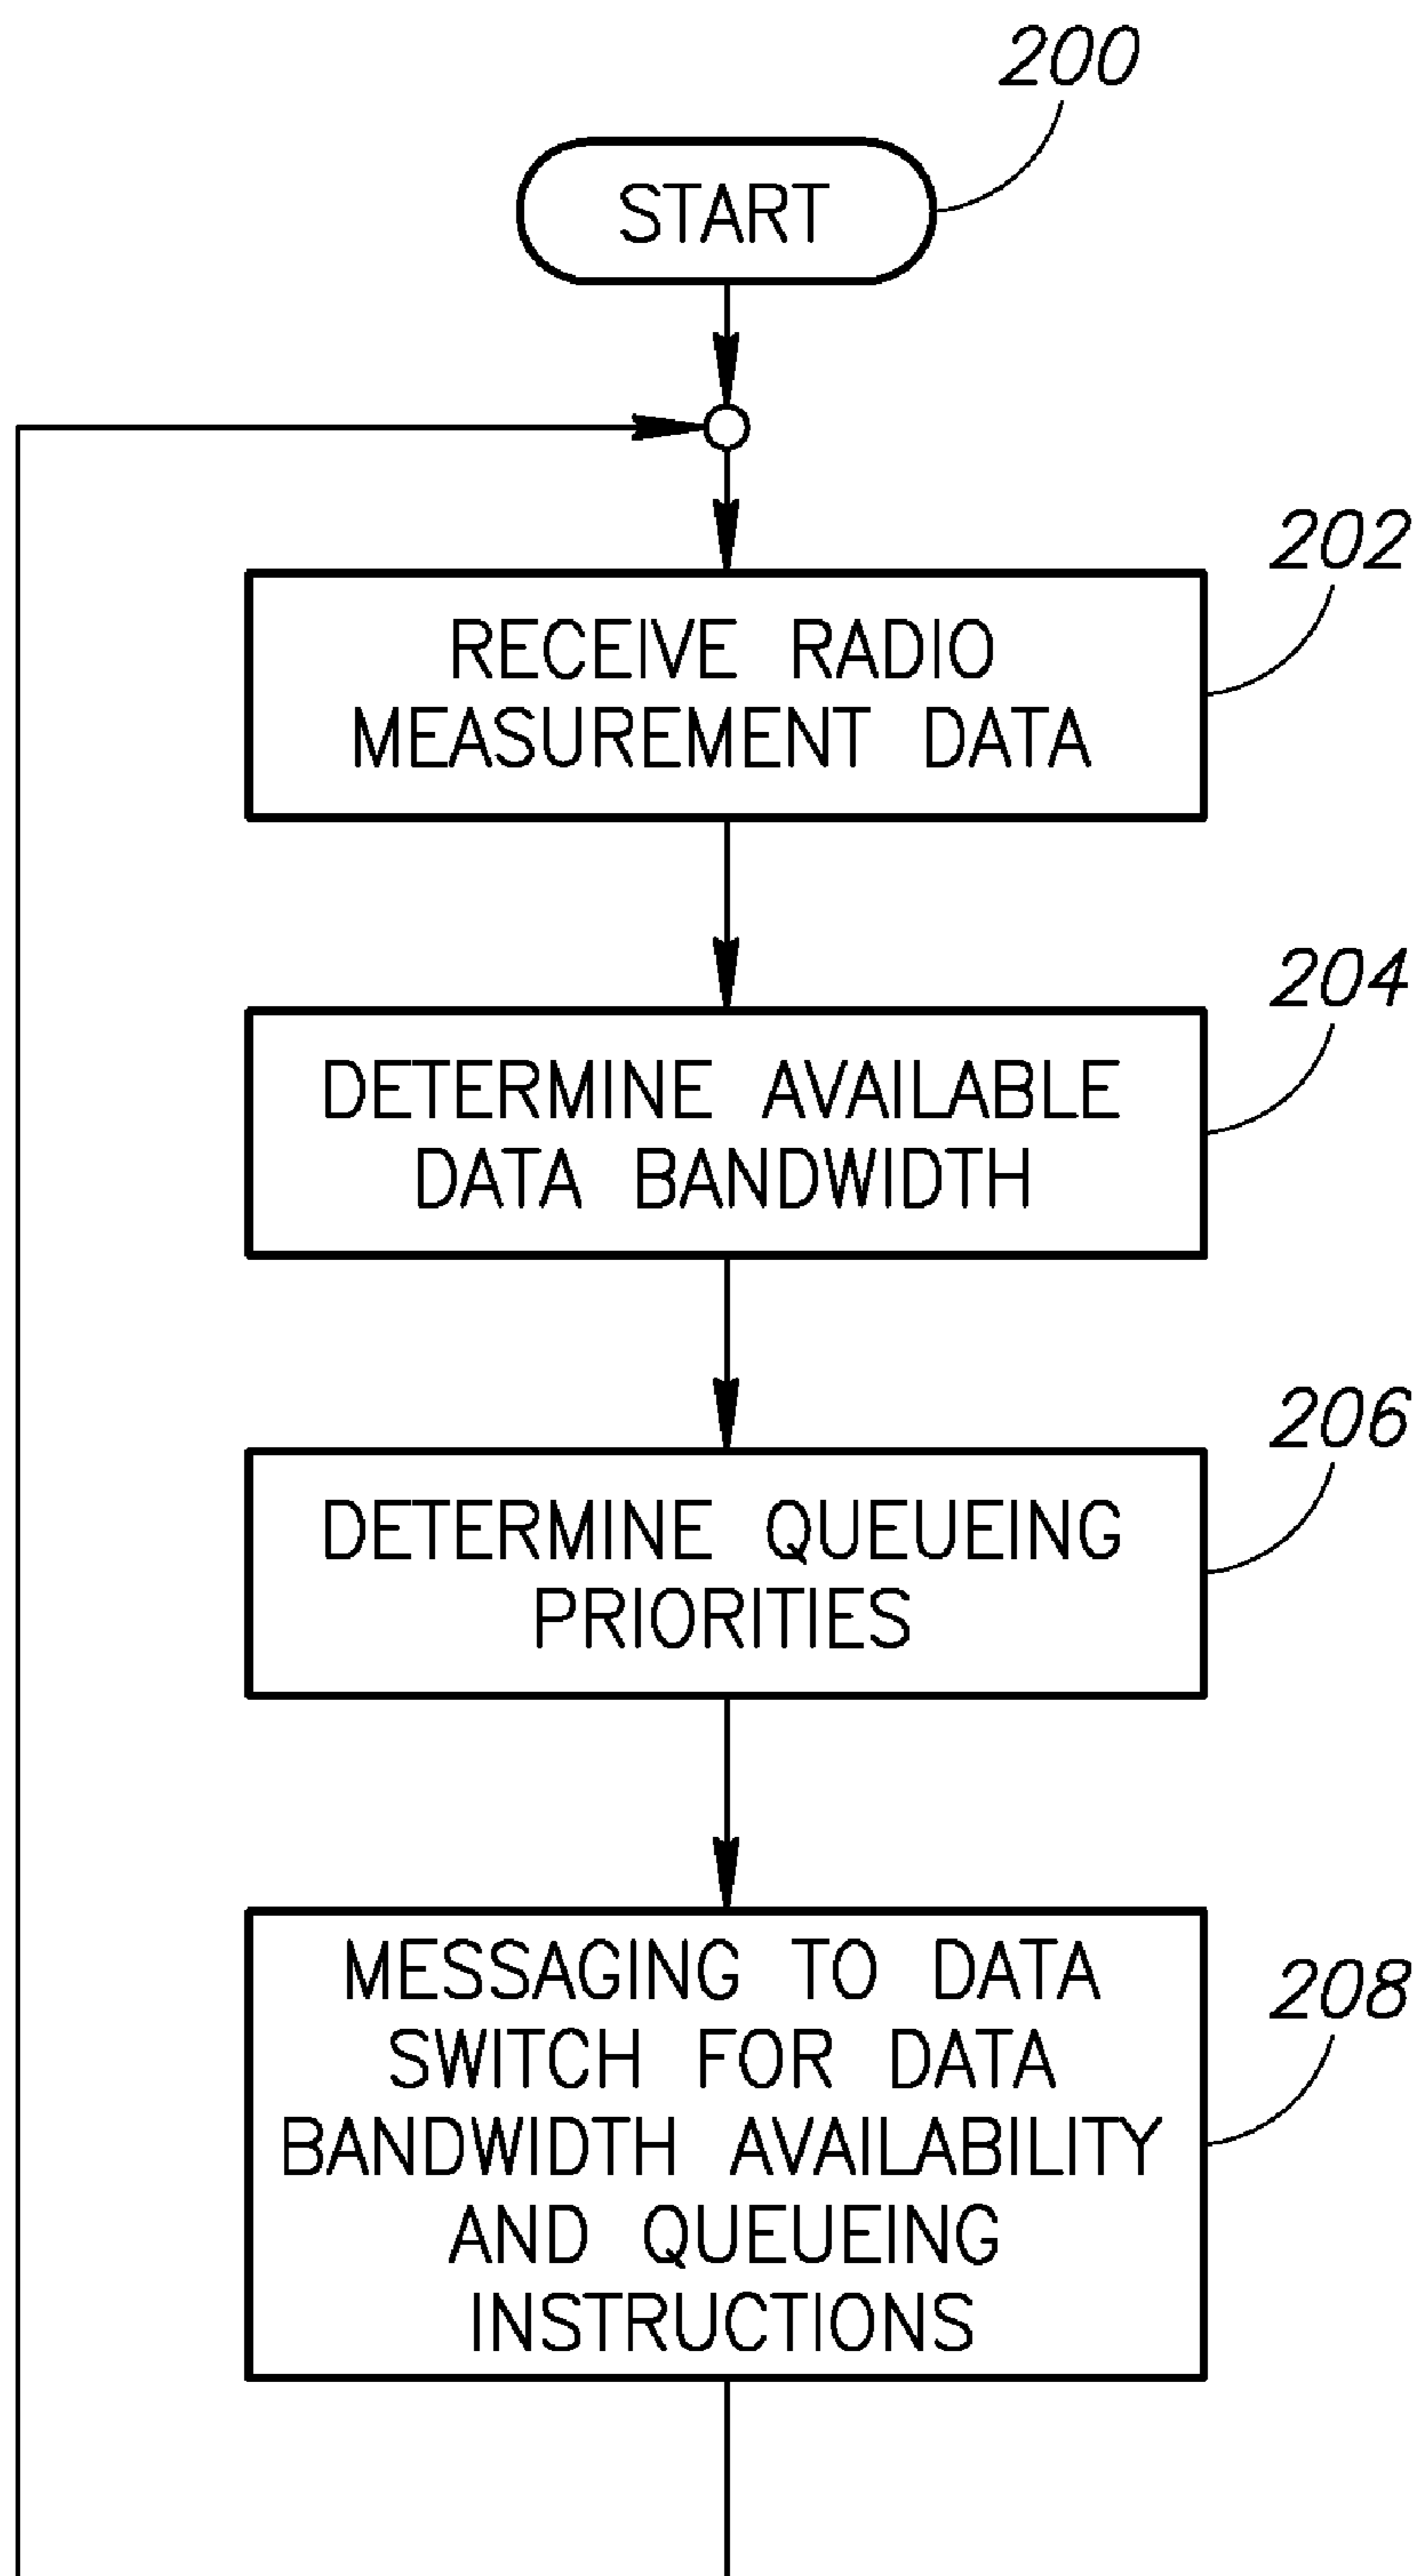 200
START
202
RECEIVE RADIO
MEASUREMENT DATA
204
DETERMINE AVAILABLE
DATA BANDWIDTH
206
DETERMINE QUEUEING
PRIORITIES
208
MESSAGING TO DATA
SWITCH FOR DATA
BANDWIDTH AVAILABILITY
AND QUEUEING
INSTRUCTIONS